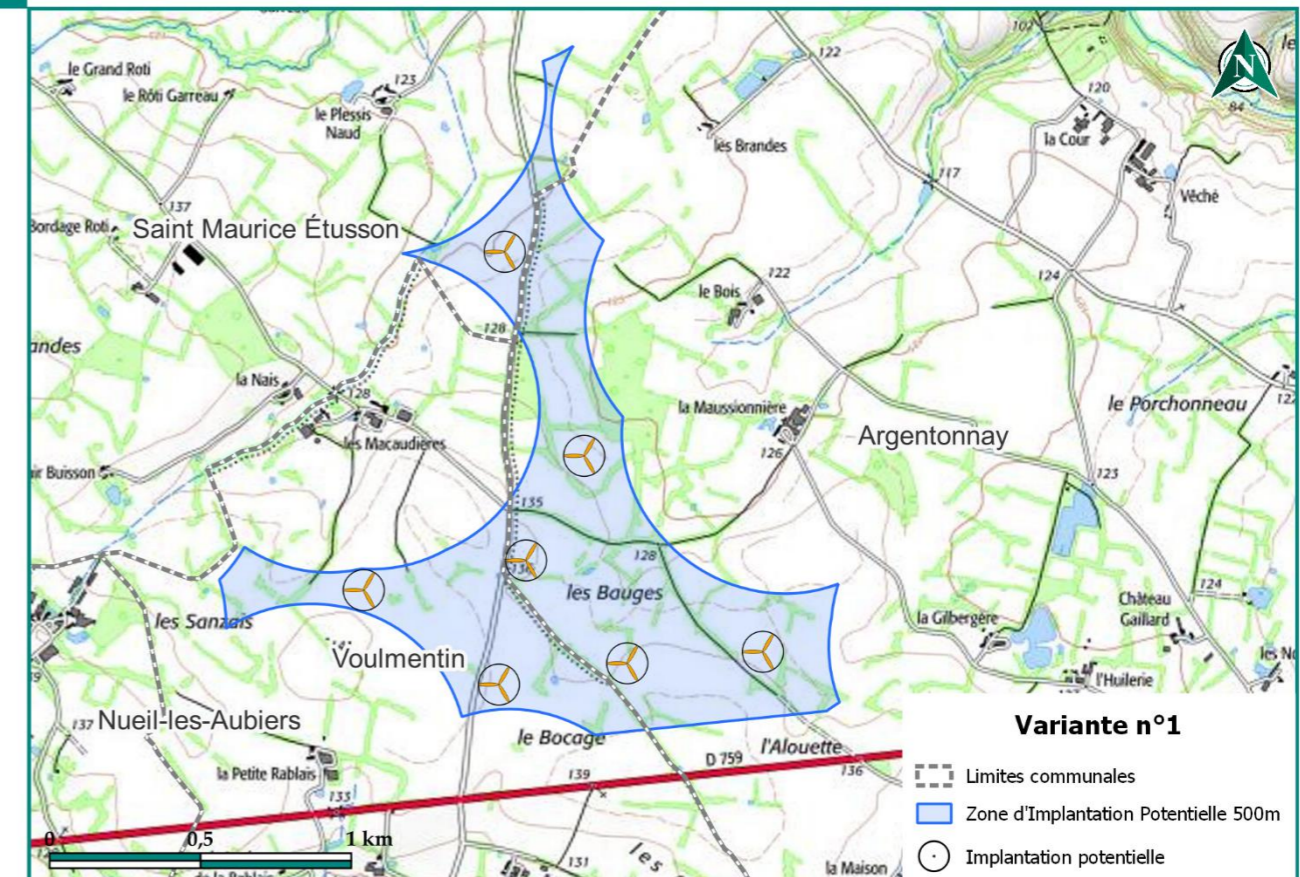 102
122
le Grand Roti
123
le Rôti Garreau
le Plessis
Naud
120
84
la Cour
les Brandes
117
Vêché
137
Bordage Roti
Saint Maurice Étusson
122
124
le Bois
128
andes
la Nais
128
la Maussionnière
le Porchonneau
les Macaudières
Argentonnay
126
ir Buisson
123
135
128
les Bauges
124
Château
Gaillard
la Gilbergère
les Sanzais
Voulmentin
l'Huilerie
137
Nueil-les-Aubiers
le Bocage
l'Alouette
D 759
136
la Petite Rablais
139
133
131
les
la Maison
0 0,5 1 km
N
Variante n°1
Limites communales
Zone d'Implantation Potentielle 500m
Implantation potentielle